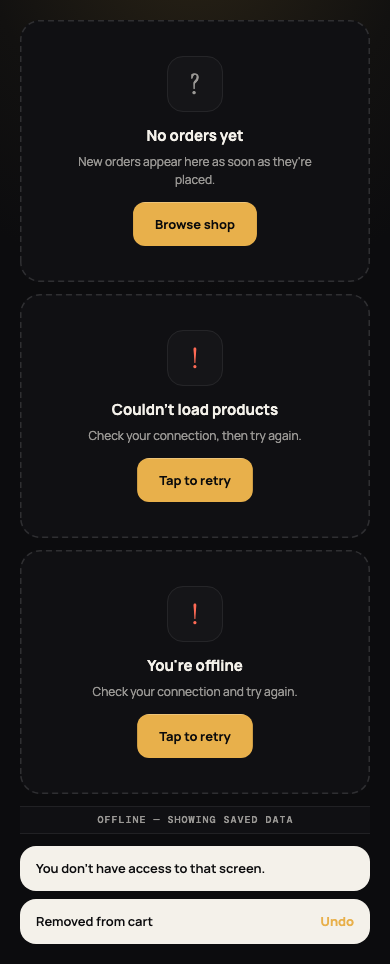 ?
No orders yet
New orders appear here as soon as they're
placed.
Browse shop
!
Couldn't load products
Check your connection, then try again.
Tap to retry
!
You're offline
Check your connection and try again.
Tap to retry
OFFLINE — SHOWING SAVED DATA
You don't have access to that screen.
Removed from cart Undo